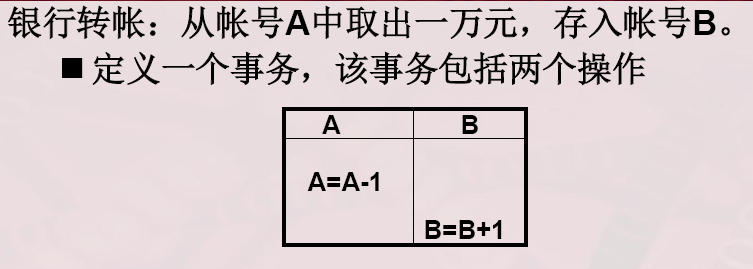 银行转帐：从帐号A中取出一万元，存入帐号B。
■ 定义一个事务，该事务包括两个操作
A B
A=A-1
B=B+1